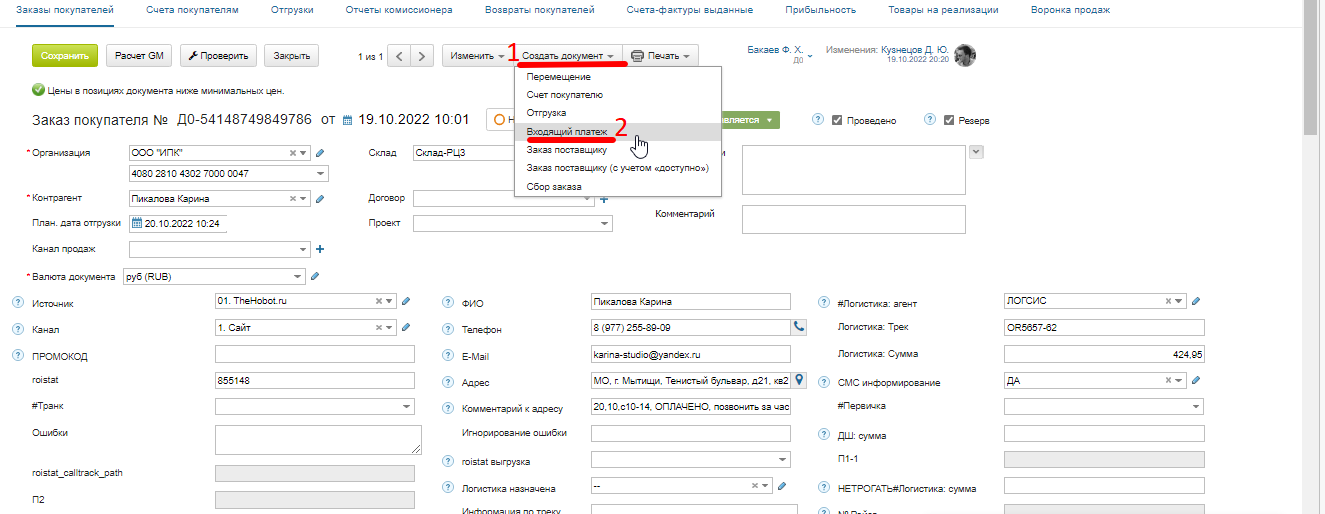 Заказы покупателей Счета покупателям Отгрузки Отчеты комиссионера Возвраты покупателей Счета-фактуры выданные Прибыльность Товары на реализации Воронка продаж
Сохранить Расчет GM Проверить Закрыть 1 из 1 Изменить 1 Создать документ Печать Бакаев Ф. Х. Изменения: Кузнецов Д. Ю.
ДО 19.10.2022 20:20
Перемещение
Цены в позициях документа ниже минимальных цен.
Счет покупателю
Отгрузка
Заказ покупателя № Д0-54148749849786 от 19.10.2022 10:01 Проведено Резерв
Входящий платеж 2
Заказ поставщику
Заказ поставщику (с учетом «доступно»)
Сбор заказа
* Организация ООО "ИПК" Склад Склад-РЦ3
4080 2810 4302 7000 0047
* Контрагент Пикалова Карина Договор
План. дата отгрузки 20.10.2022 10:24 Проект Комментарий
Канал продаж
* Валюта документа руб (RUB)
Источник 01. TheHobot.ru ФИО Пикалова Карина #Логистика: агент ЛОГСИС
Канал 1. Сайт Телефон 8 (977) 255-89-09 Логистика: Трек OR5657-62
ПРОМОКОД E-Mail karina-studio@yandex.ru Логистика: Сумма 424,95
roistat 855148 Адрес МО, г. Мытищи, Тенистый бульвар, д21, кв2 СМС информирование ДА
#Транк Комментарий к адресу 20,10,с10-14, ОПЛАЧЕНО, позвонить за час #Первичка
Ошибки Игнорирование ошибки ДШ: сумма
roistat_calltrack_path roistat выгрузка П1-1
П2 Логистика назначена -- НЕТРОГАТЬ#Логистика: сумма
Информация по треку